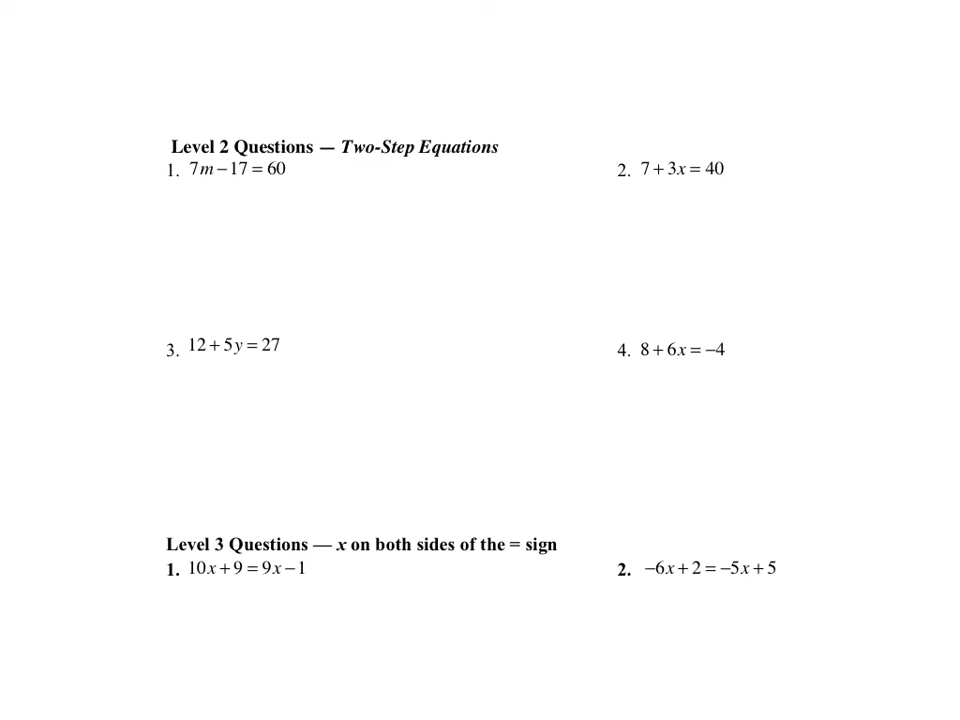 Level 2 Questions — Two-Step Equations
1. 7m − 17 = 60
2. 7 + 3x = 40
3. 12 + 5y = 27
4. 8 + 6x = −4
Level 3 Questions — x on both sides of the = sign
1. 10x + 9 = 9x − 1
2. −6x + 2 = −5x + 5